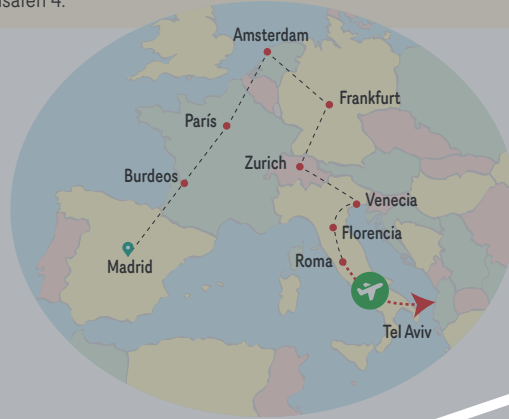 Amsterdam
Frankfurt
París
Zurich
Burdeos
Venecia
Florencia
Roma
Madrid
Tel Aviv